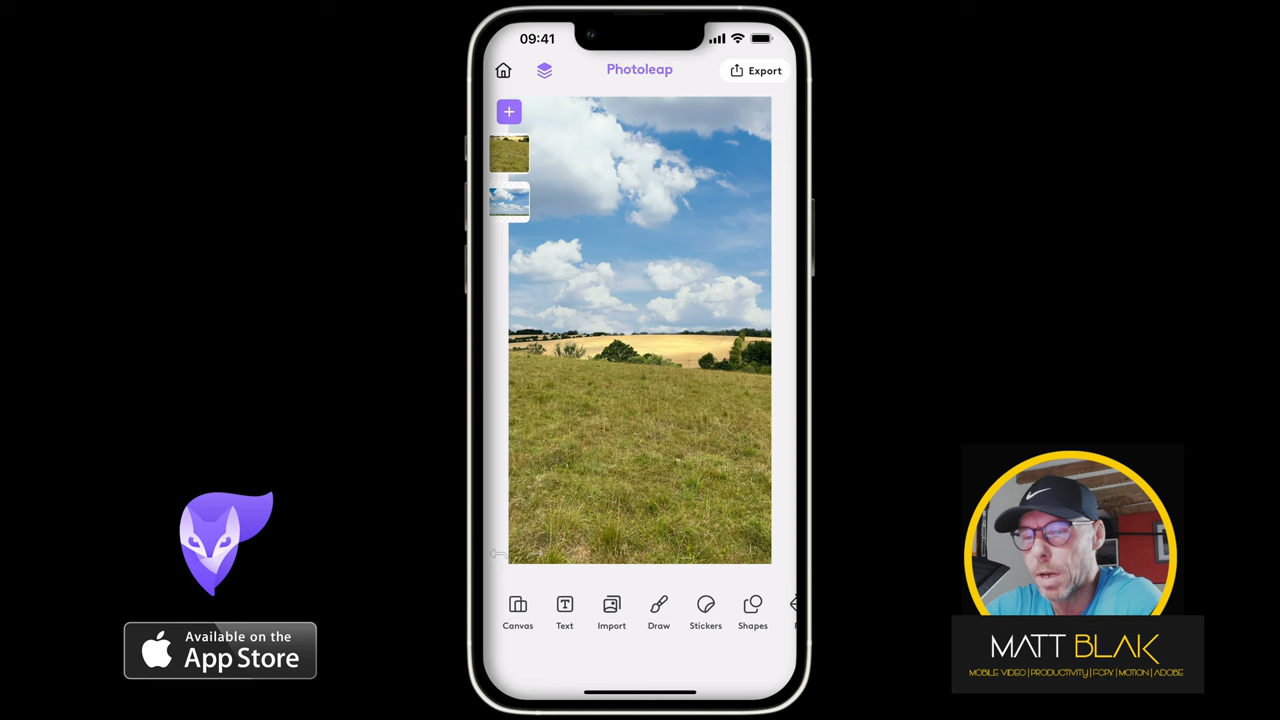 09:41
Photoleap
Export
Canvas
Text
Import
Draw
Stickers
Shapes
Available on the
App Store
MATT BLAK
MOBILE VIDEO | PRODUCTIVITY | FCPX | MOTION | ADOBE